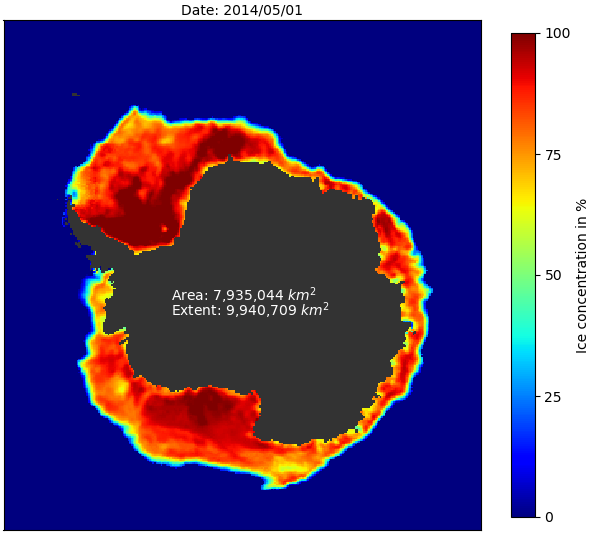 Date: 2014/05/01
100
75
50
25
0
Ice concentration in %
Area: 7,935,044 km²
Extent: 9,940,709 km²